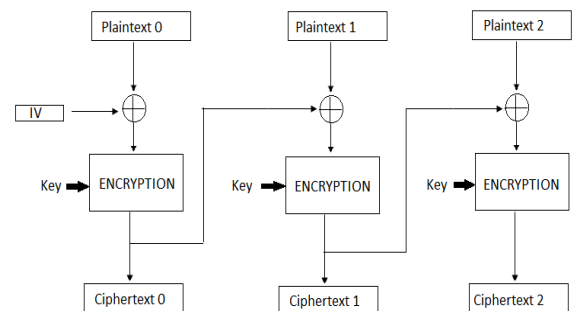 Plaintext 0
Plaintext 1
Plaintext 2
IV
Key
ENCRYPTION
Key
ENCRYPTION
Key
ENCRYPTION
Ciphertext 0
Ciphertext 1
Ciphertext 2